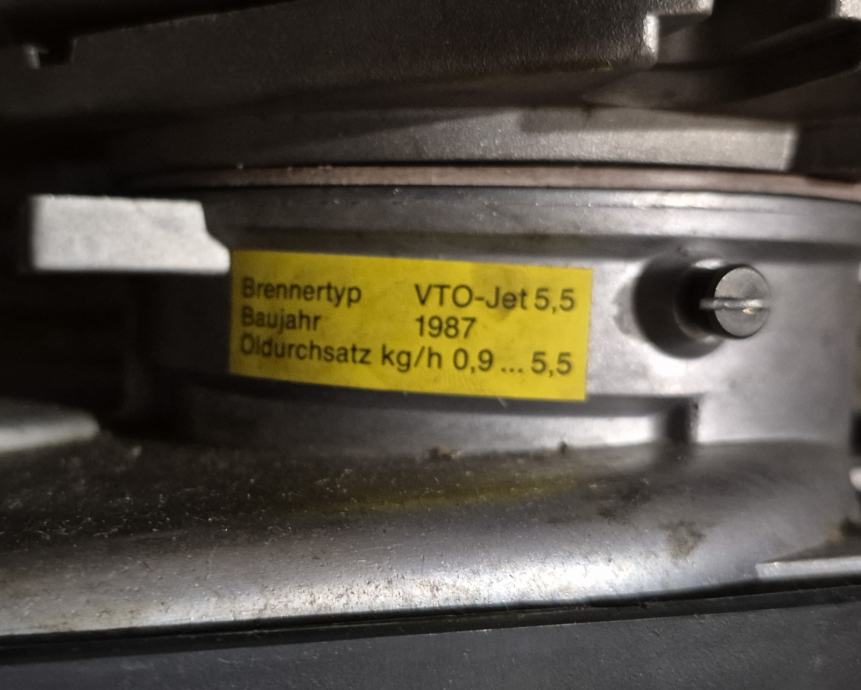 Brennertyp VTO-Jet 5,5
Baujahr 1987
Öldurchsatz kg/h 0,9 ... 5,5